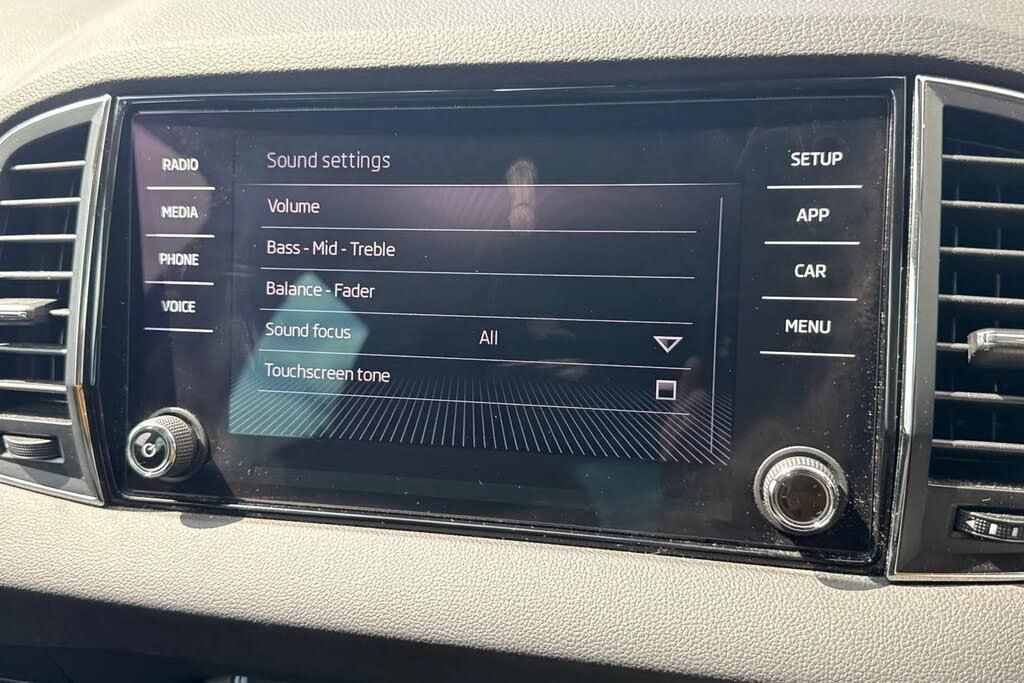 RADIO
MEDIA
PHONE
VOICE
Sound settings
Volume
Bass - Mid - Treble
Balance - Fader
Sound focus All
Touchscreen tone
SETUP
APP
CAR
MENU